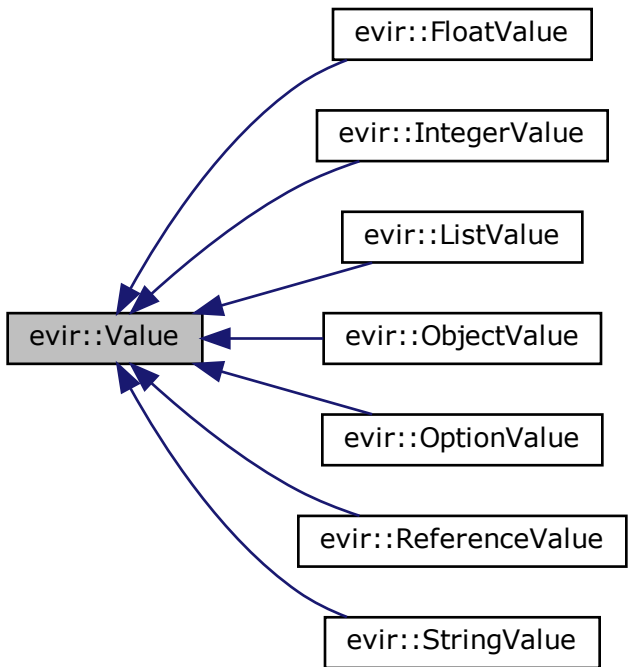 evir::FloatValue
evir::IntegerValue
evir::ListValue
evir::Value
evir::ObjectValue
evir::OptionValue
evir::ReferenceValue
evir::StringValue